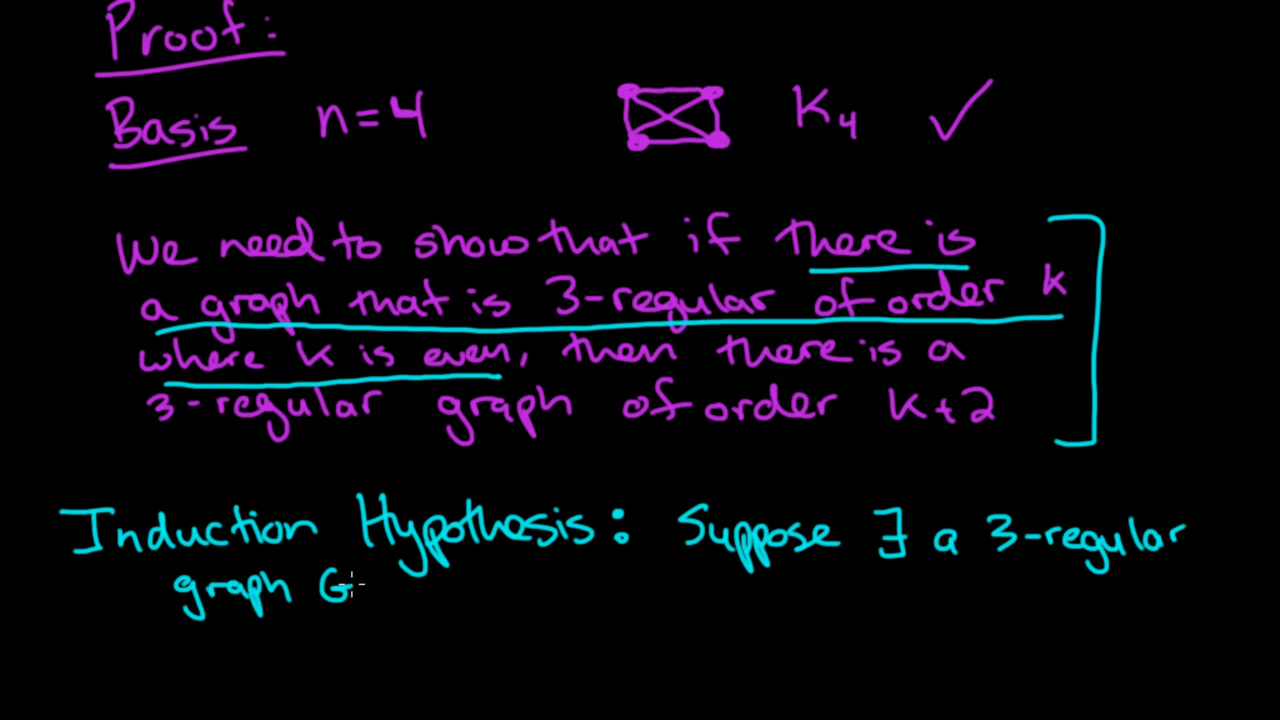 Proof:
Basis n=4 K4 ✓
We need to show that if there is
a graph that is 3-regular of order k
where k is even, then there is a
3-regular graph of order k+2
Induction Hypothesis: Suppose ∃ a 3-regular
graph G